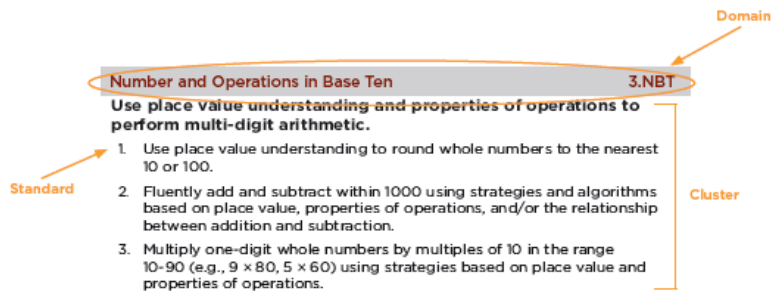 Domain
Number and Operations in Base Ten 3.NBT
Use place value understanding and properties of operations to
perform multi-digit arithmetic.
1. Use place value understanding to round whole numbers to the nearest
10 or 100.
Standard
2. Fluently add and subtract within 1000 using strategies and algorithms
based on place value, properties of operations, and/or the relationship
between addition and subtraction.
Cluster
3. Multiply one-digit whole numbers by multiples of 10 in the range
10-90 (e.g., 9 × 80, 5 × 60) using strategies based on place value and
properties of operations.